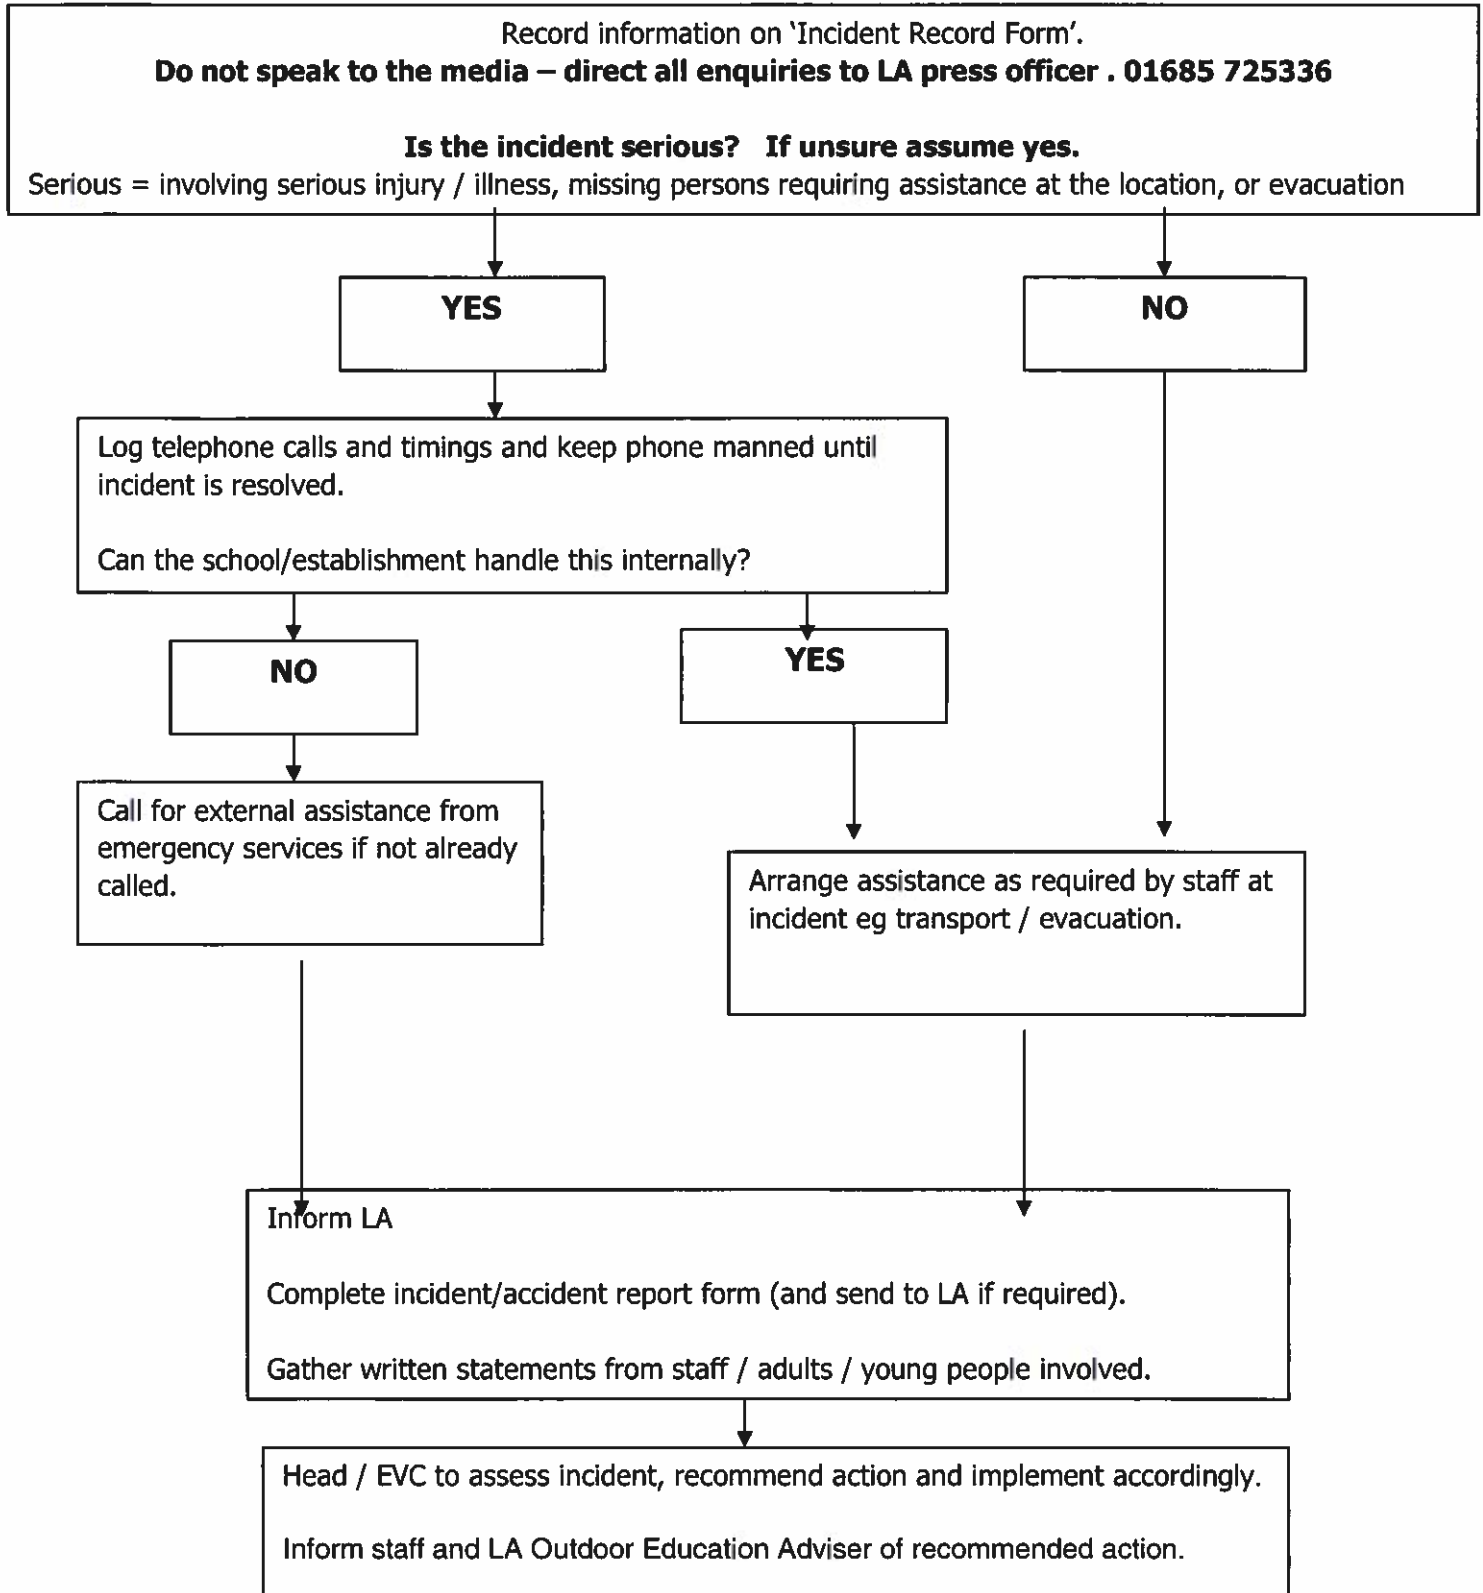 Record information on ‘Incident Record Form’.
Do not speak to the media – direct all enquiries to LA press officer . 01685 725336
Is the incident serious? If unsure assume yes.
Serious = involving serious injury / illness, missing persons requiring assistance at the location, or evacuation
YES
NO
Log telephone calls and timings and keep phone manned until
incident is resolved.
Can the school/establishment handle this internally?
NO
YES
Call for external assistance from
emergency services if not already
called.
Arrange assistance as required by staff at
incident eg transport / evacuation.
Inform LA
Complete incident/accident report form (and send to LA if required).
Gather written statements from staff / adults / young people involved.
Head / EVC to assess incident, recommend action and implement accordingly.
Inform staff and LA Outdoor Education Adviser of recommended action.